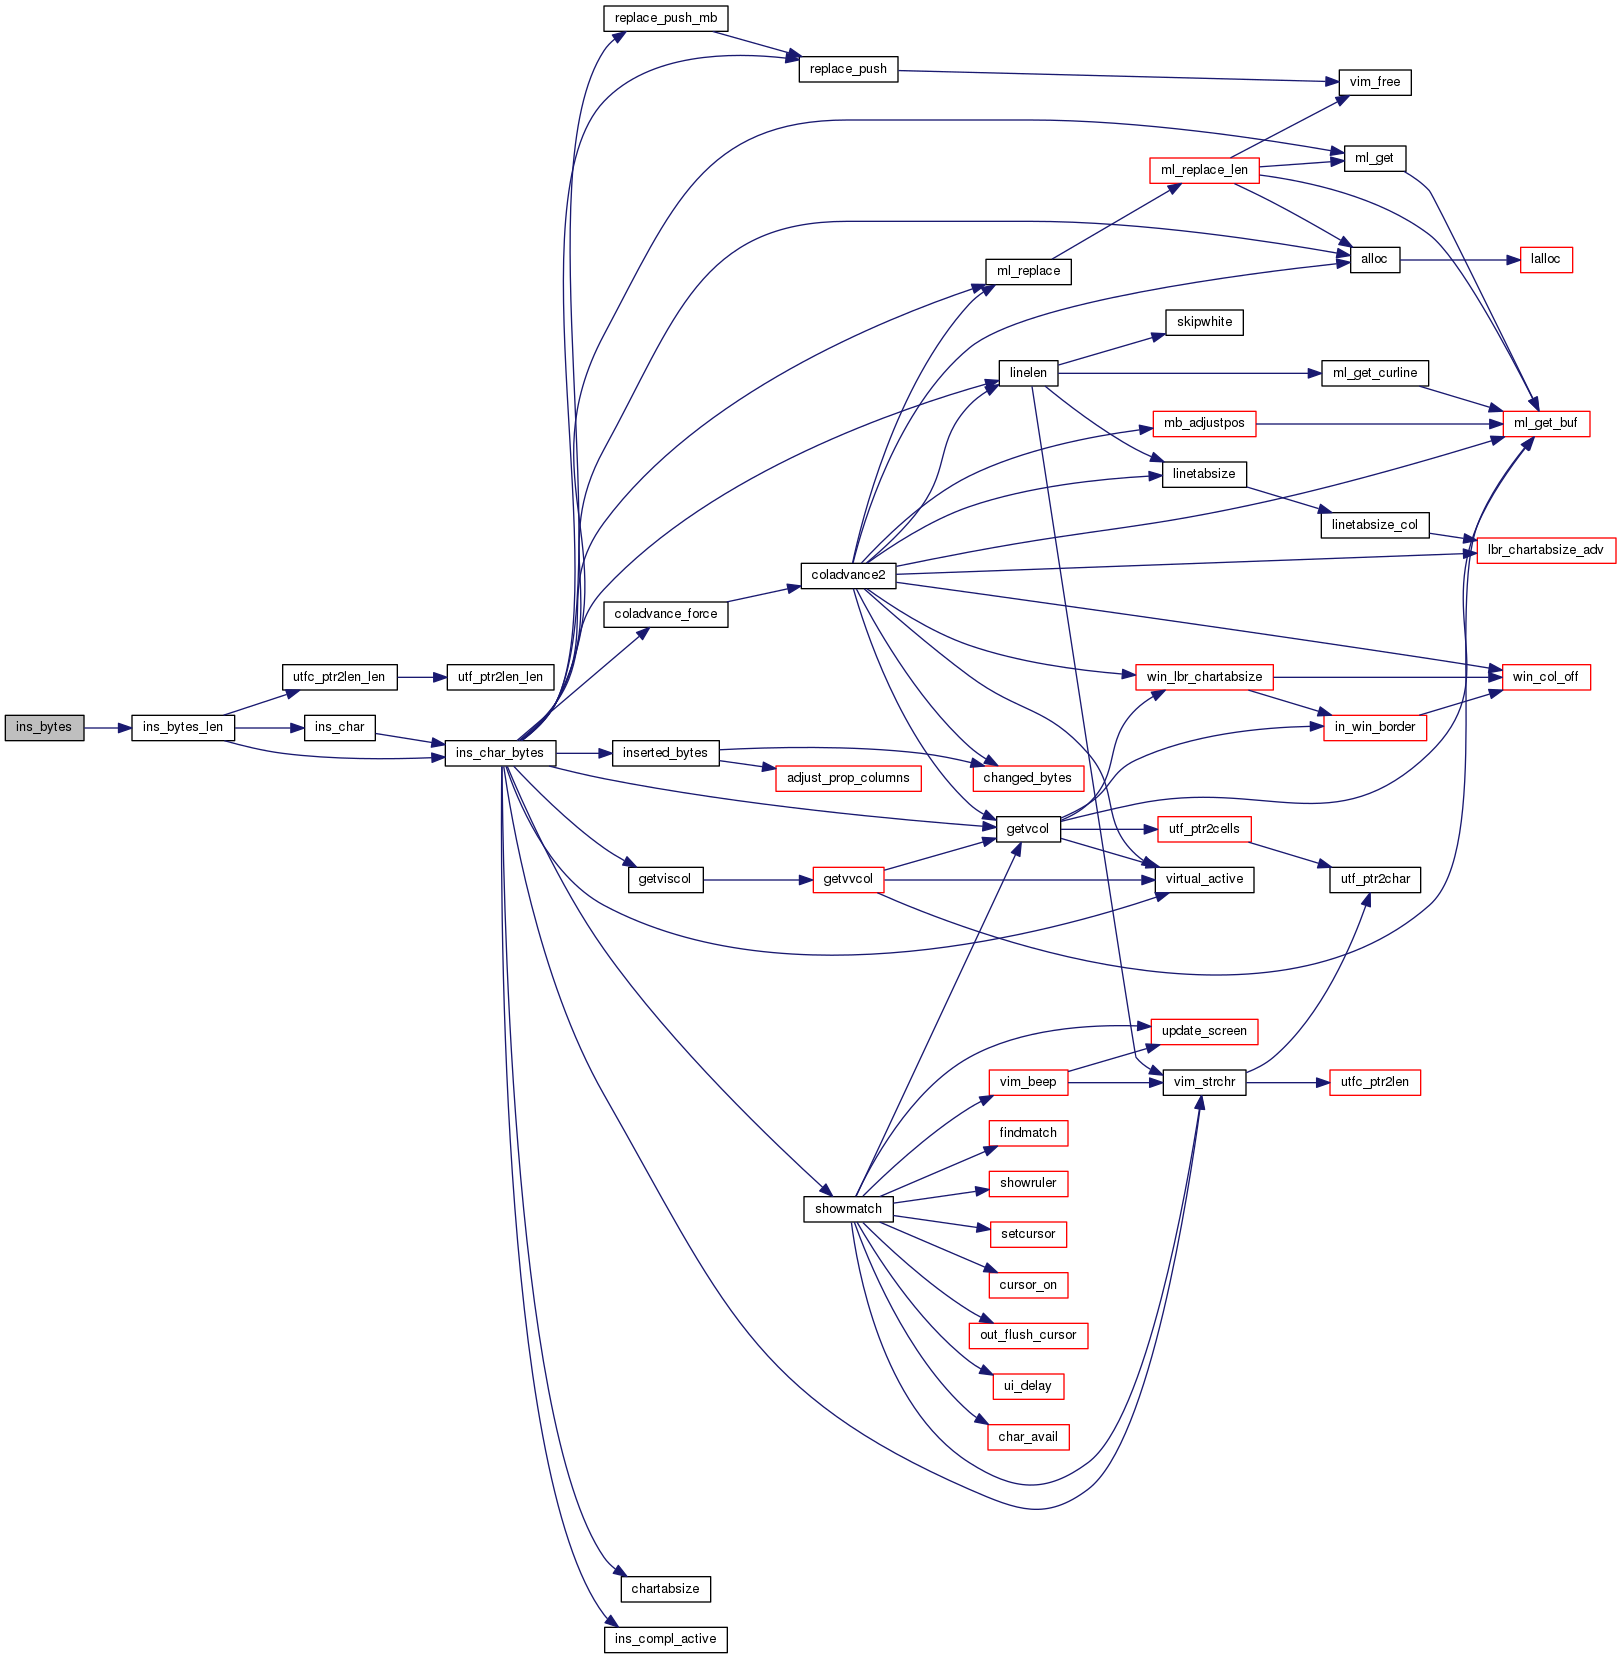 replace_push_mb
replace_push
vim_free
ml_get
ml_replace_len
alloc
lalloc
ml_replace
skipwhite
linelen
ml_get_curline
mb_adjustpos
ml_get_buf
linetabsize
linetabsize_col
lbr_chartabsize_adv
coladvance2
coladvance_force
utfc_ptr2len_len
utf_ptr2len_len
win_lbr_chartabsize
win_col_off
ins_bytes
ins_bytes_len
ins_char
in_win_border
ins_char_bytes
inserted_bytes
adjust_prop_columns
changed_bytes
getvcol
utf_ptr2cells
getviscol
getvvcol
virtual_active
utf_ptr2char
update_screen
vim_beep
vim_strchr
utfc_ptr2len
findmatch
showruler
showmatch
setcursor
cursor_on
out_flush_cursor
ui_delay
char_avail
chartabsize
ins_compl_active